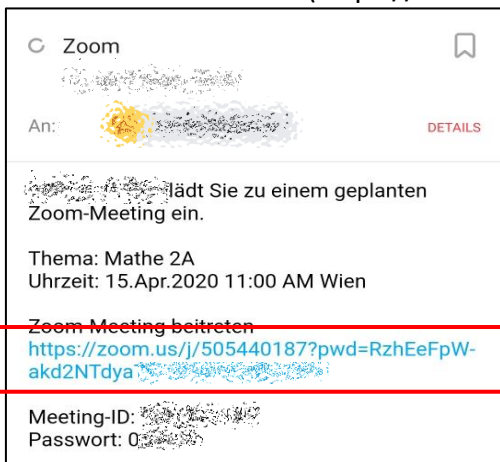 Zoom
An:
DETAILS
lädt Sie zu einem geplanten
Zoom-Meeting ein.
Thema: Mathe 2A
Uhrzeit: 15.Apr.2020 11:00 AM Wien
Zoom-Meeting beitreten
https://zoom.us/j/505440187?pwd=RzhEeFpW-
akd2NTdya
Meeting-ID:
Passwort: 0